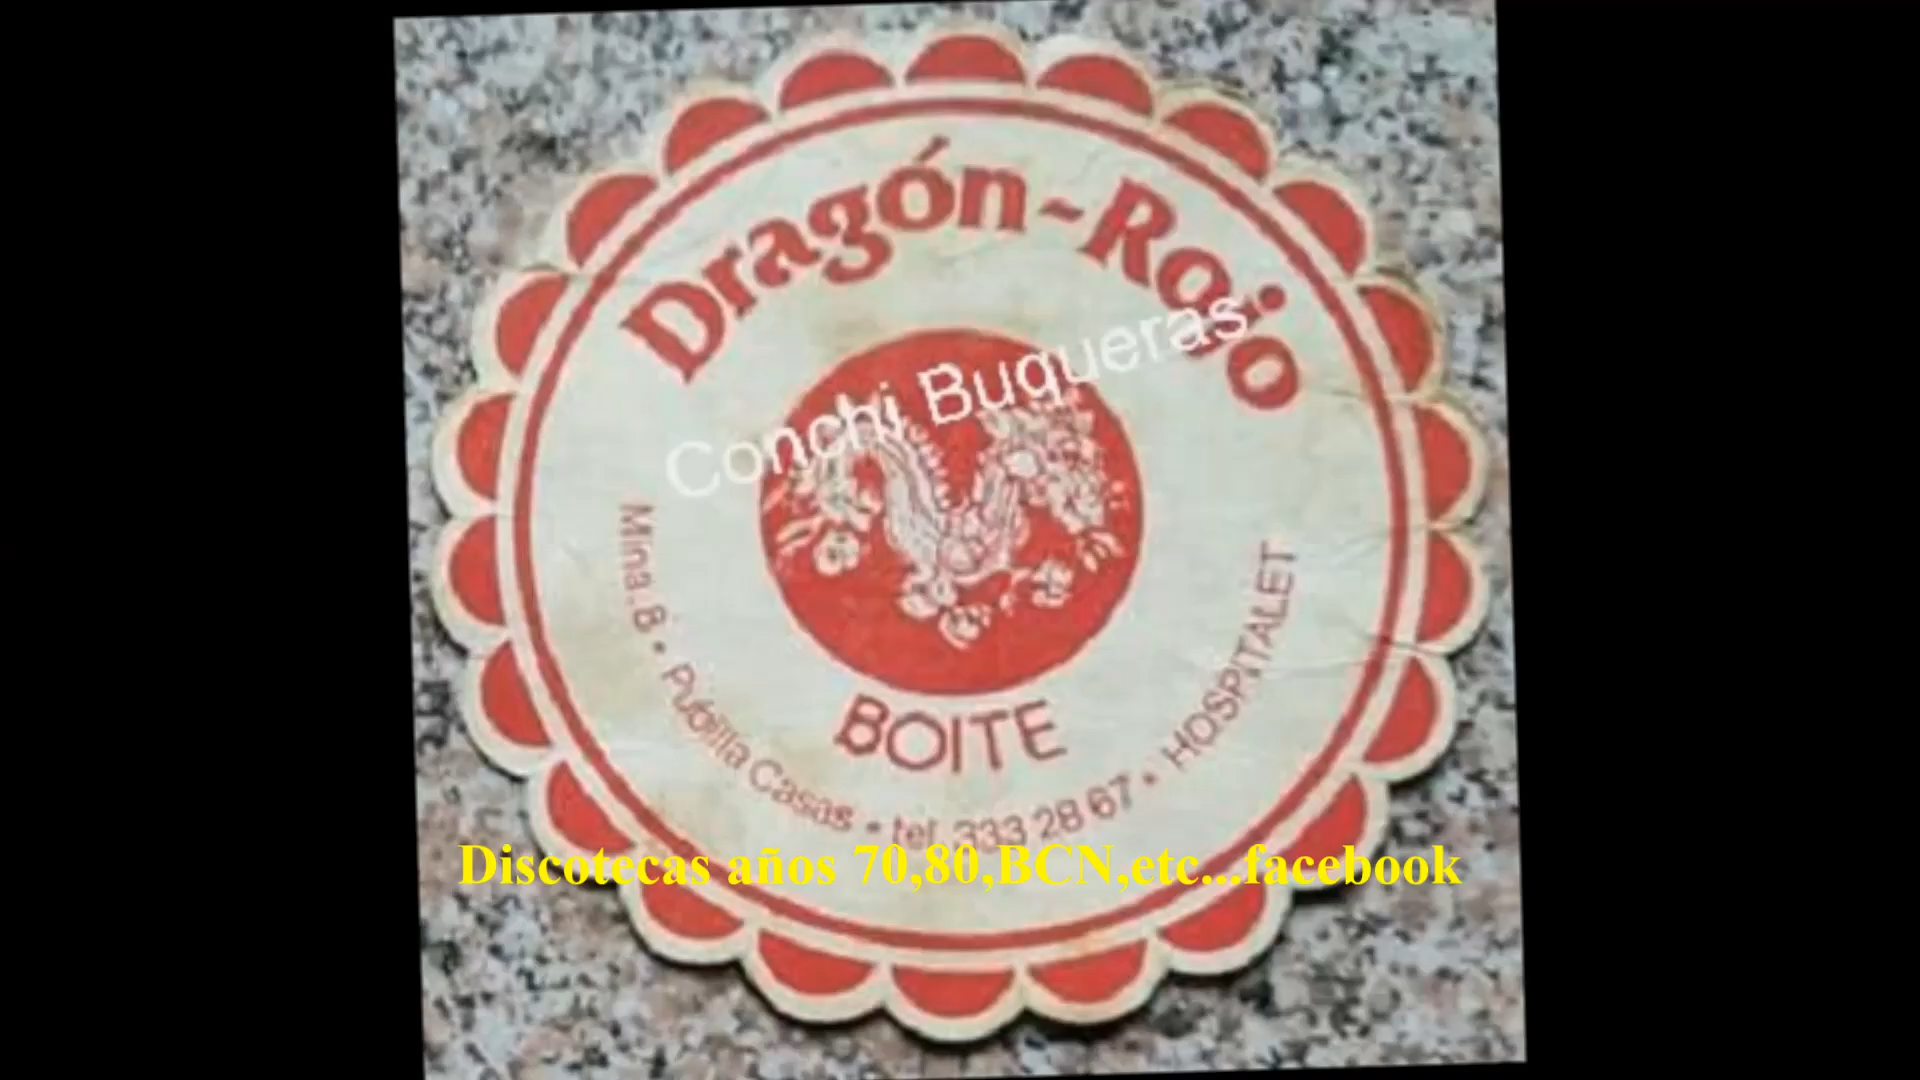 Dragón-Rojo
Conchi Buqueras
BOITE
Mina.8 • Pubilla Casas • tel. 333 28 67 • HOSPITALET
Discotecas años 70,80,BCN,etc...facebook